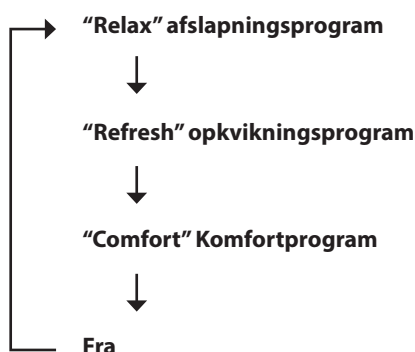 “Relax” afslapningsprogram
“Refresh” opkvikningsprogram
“Comfort” Komfortprogram
Fra